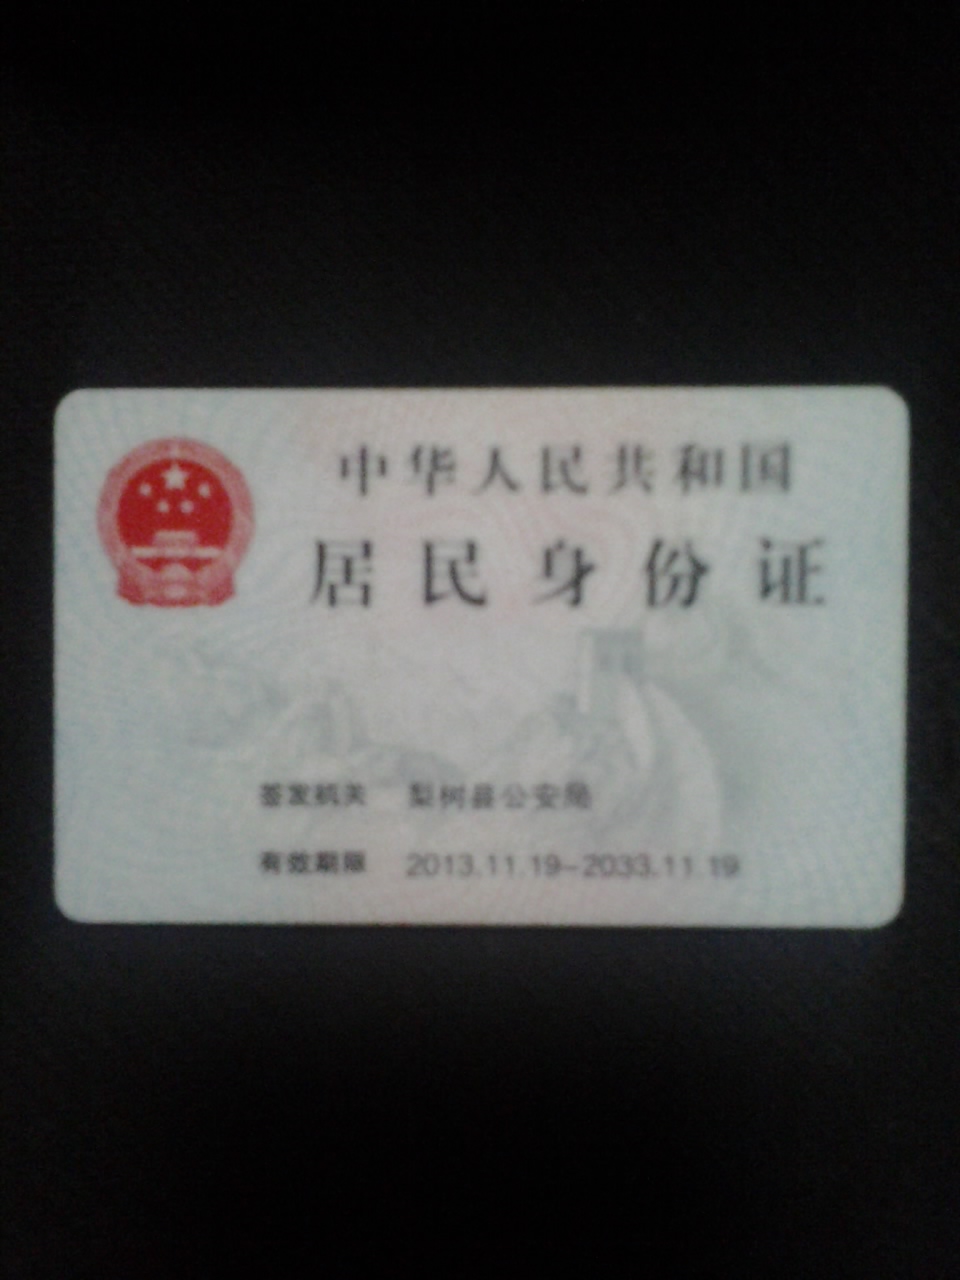 中华人民共和国
居民身份证
签发机关 梨树县公安局
有效期限 2013.11.19-2033.11.19